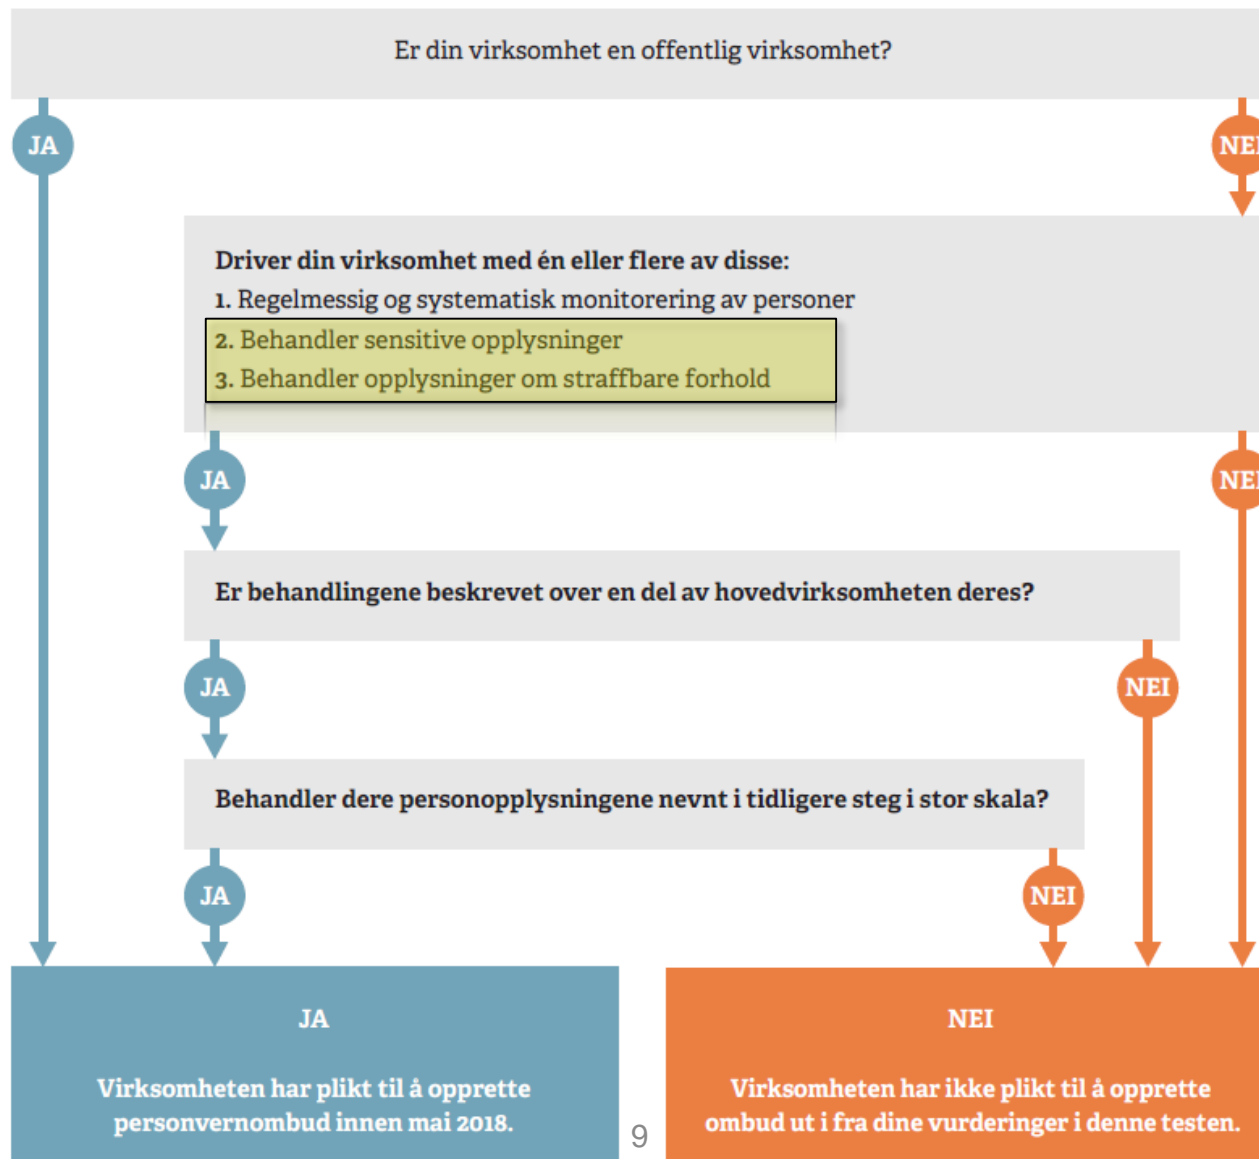 Er din virksomhet en offentlig virksomhet?
JA
NEI
Driver din virksomhet med én eller flere av disse:
1. Regelmessig og systematisk monitorering av personer
2. Behandler sensitive opplysninger
3. Behandler opplysninger om straffbare forhold
JA
NEI
Er behandlingene beskrevet over en del av hovedvirksomheten deres?
JA
NEI
Behandler dere personopplysningene nevnt i tidligere steg i stor skala?
JA
NEI
JA
Virksomheten har plikt til å opprette
personvernombud innen mai 2018.
9
NEI
Virksomheten har ikke plikt til å opprette
ombud ut i fra dine vurderinger i denne testen.